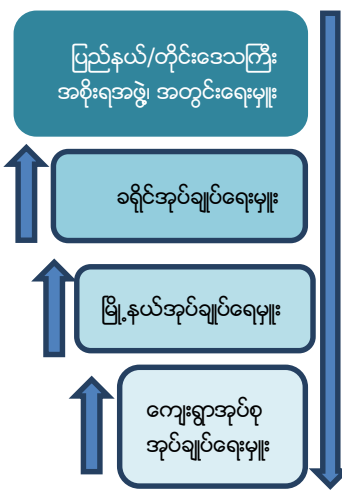 ပြည်နယ်/တိုင်းဒေသကြီး
အစိုးရအဖွဲ့၊ အတွင်းရေးမှူး
ခရိုင်အုပ်ချုပ်ရေးမှူး
မြို့နယ်အုပ်ချုပ်ရေမှူး
ကျေးရွာအုပ်စု
အုပ်ချုပ်ရေးမှူး